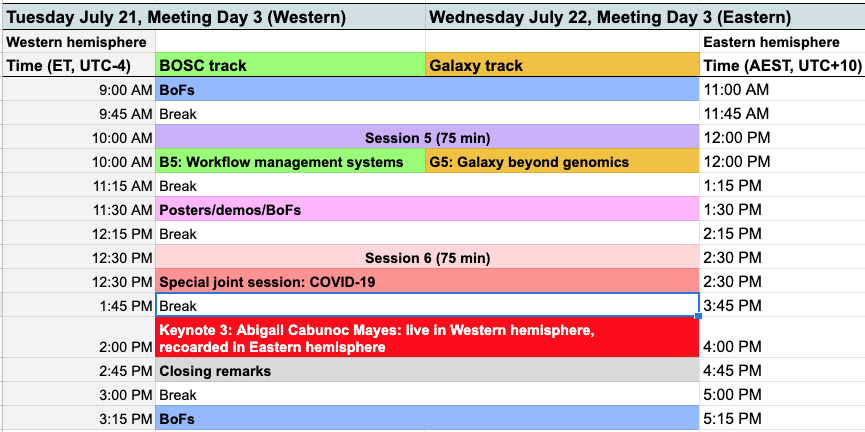 Tuesday July 21, Meeting Day 3 (Western) Wednesday July 22, Meeting Day 3 (Eastern)
Western hemisphere Eastern hemisphere
Time (ET, UTC-4) BOSC track Galaxy track Time (AEST, UTC+10)
9:00 AM BoFs 11:00 AM
9:45 AM Break 11:45 AM
10:00 AM Session 5 (75 min) 12:00 PM
10:00 AM B5: Workflow management systems G5: Galaxy beyond genomics 12:00 PM
11:15 AM Break 1:15 PM
11:30 AM Posters/demos/BoFs 1:30 PM
12:15 PM Break 2:15 PM
12:30 PM Session 6 (75 min) 2:30 PM
12:30 PM Special joint session: COVID-19 2:30 PM
1:45 PM Break 3:45 PM
Keynote 3: Abigail Cabunoc Mayes: live in Western hemisphere,
2:00 PM recoarded in Eastern hemisphere 4:00 PM
2:45 PM Closing remarks 4:45 PM
3:00 PM Break 5:00 PM
3:15 PM BoFs 5:15 PM